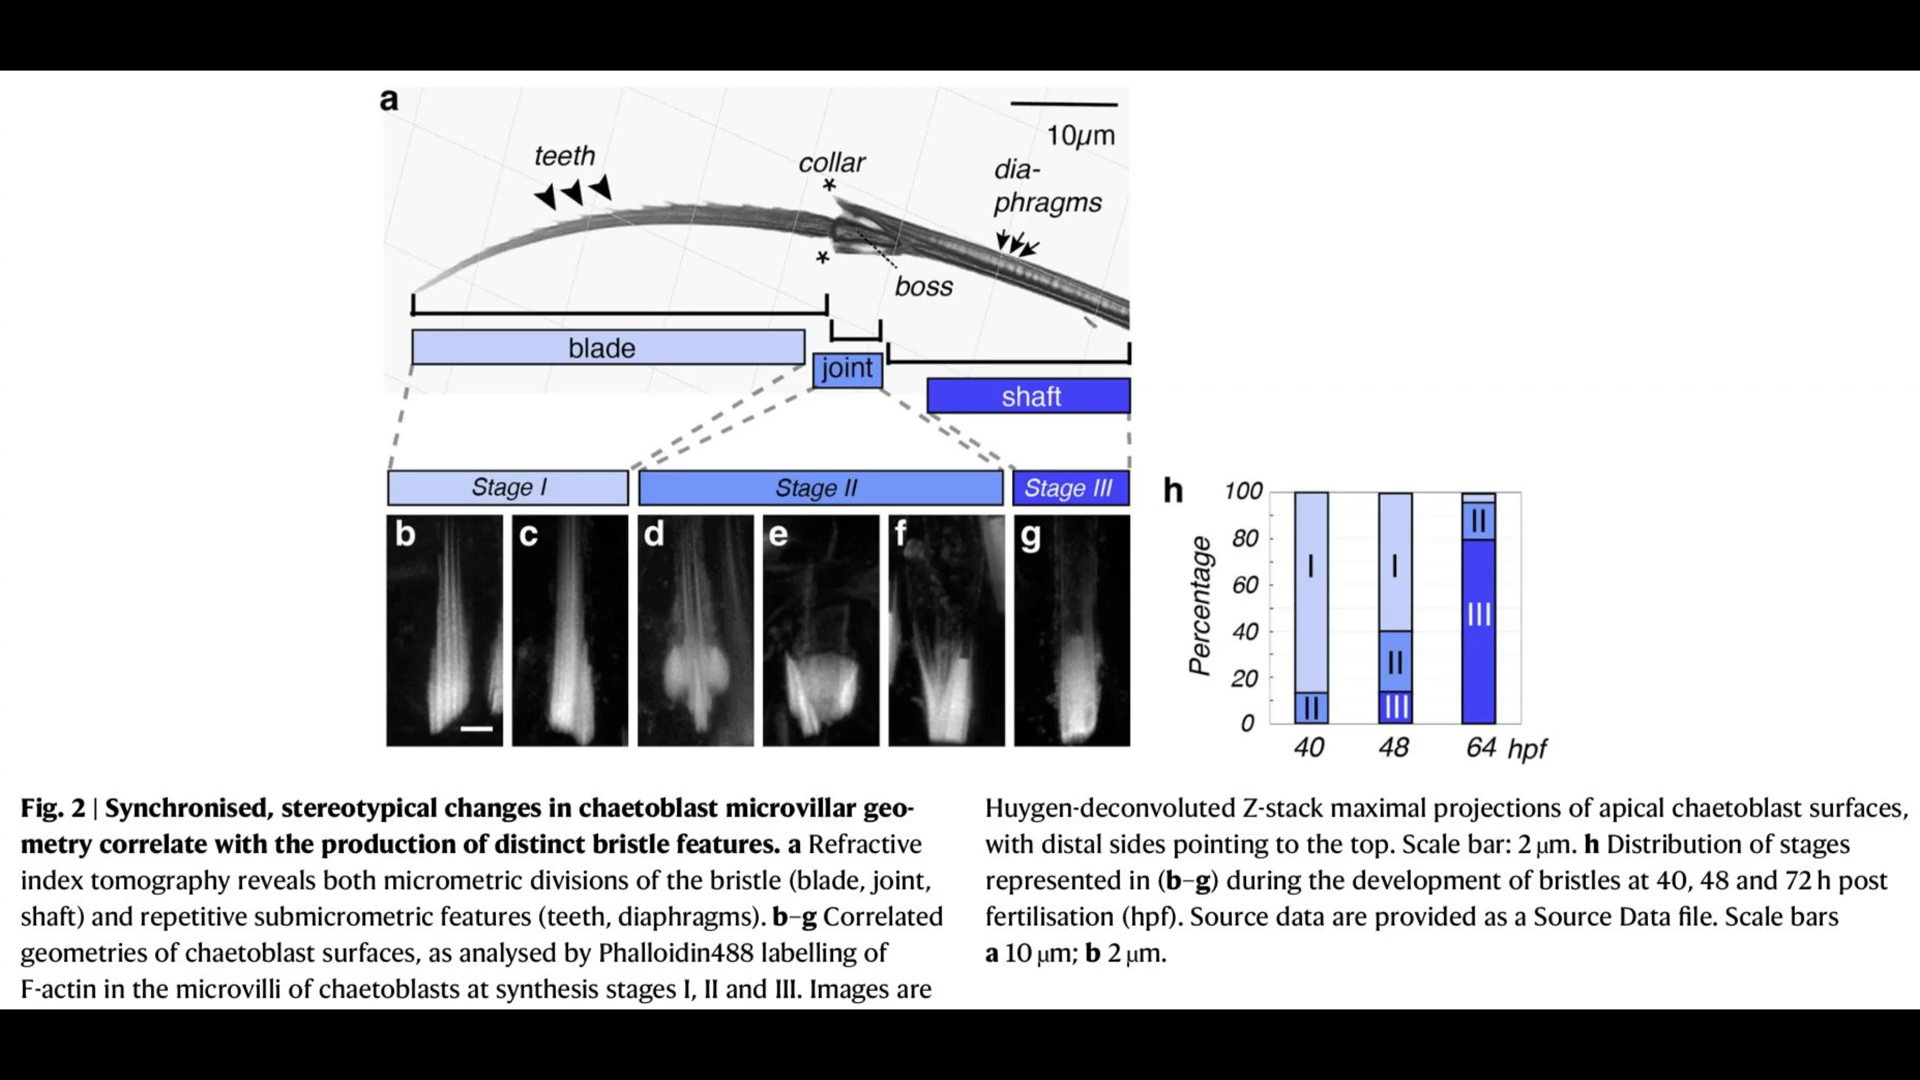 a
10µm
teeth
collar
*
dia-
phragms
*
boss
blade
joint
shaft
Stage I
Stage II
Stage III
b
c
d
e
f
g
h
Percentage
100
80
60
40
20
0
I
II
I
II
III
II
III
40
48
64 hpf
Fig. 2 | Synchronised, stereotypical changes in chaetoblast microvillar geo-
metry correlate with the production of distinct bristle features. a Refractive
index tomography reveals both micrometric divisions of the bristle (blade, joint,
shaft) and repetitive submicrometric features (teeth, diaphragms). b–g Correlated
geometries of chaetoblast surfaces, as analysed by Phalloidin488 labelling of
F-actin in the microvilli of chaetoblasts at synthesis stages I, II and III. Images are
Huygen-deconvoluted Z-stack maximal projections of apical chaetoblast surfaces,
with distal sides pointing to the top. Scale bar: 2 µm. h Distribution of stages
represented in (b–g) during the development of bristles at 40, 48 and 72 h post
fertilisation (hpf). Source data are provided as a Source Data file. Scale bars
a 10 µm; b 2 µm.